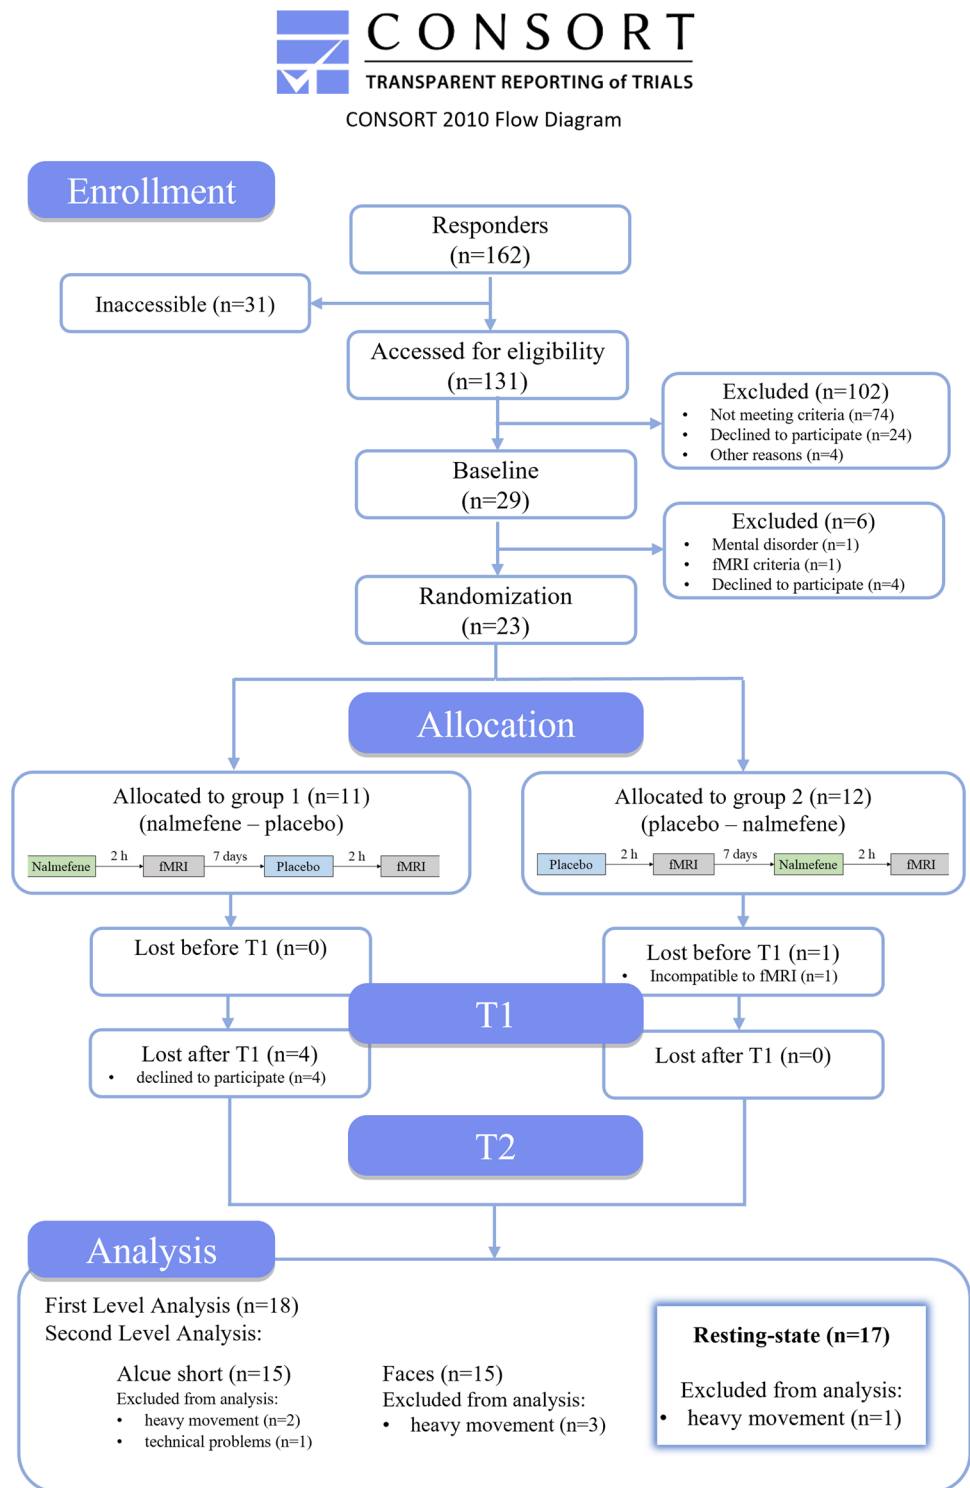 CONSORT
TRANSPARENT REPORTING of TRIALS
CONSORT 2010 Flow Diagram
Enrollment
Responders
(n=162)
Inaccessible (n=31)
Accessed for eligibility
(n=131)
Excluded (n=102)
• Not meeting criteria (n=74)
• Declined to participate (n=24)
• Other reasons (n=4)
Baseline
(n=29)
Excluded (n=6)
• Mental disorder (n=1)
• fMRI criteria (n=1)
• Declined to participate (n=4)
Randomization
(n=23)
Allocation
Allocated to group 1 (n=11)
(nalmefene – placebo)
Nalmefene 2 h fMRI 7 days Placebo 2 h fMRI
Allocated to group 2 (n=12)
(placebo – nalmefene)
Placebo 2 h fMRI 7 days Nalmefene 2 h fMRI
Lost before T1 (n=0)
Lost before T1 (n=1)
• Incompatible to fMRI (n=1)
T1
Lost after T1 (n=4)
• declined to participate (n=4)
Lost after T1 (n=0)
T2
Analysis
First Level Analysis (n=18)
Second Level Analysis:
Alcue short (n=15)
Excluded from analysis:
• heavy movement (n=2)
• technical problems (n=1)
Faces (n=15)
Excluded from analysis:
• heavy movement (n=3)
Resting-state (n=17)
Excluded from analysis:
• heavy movement (n=1)